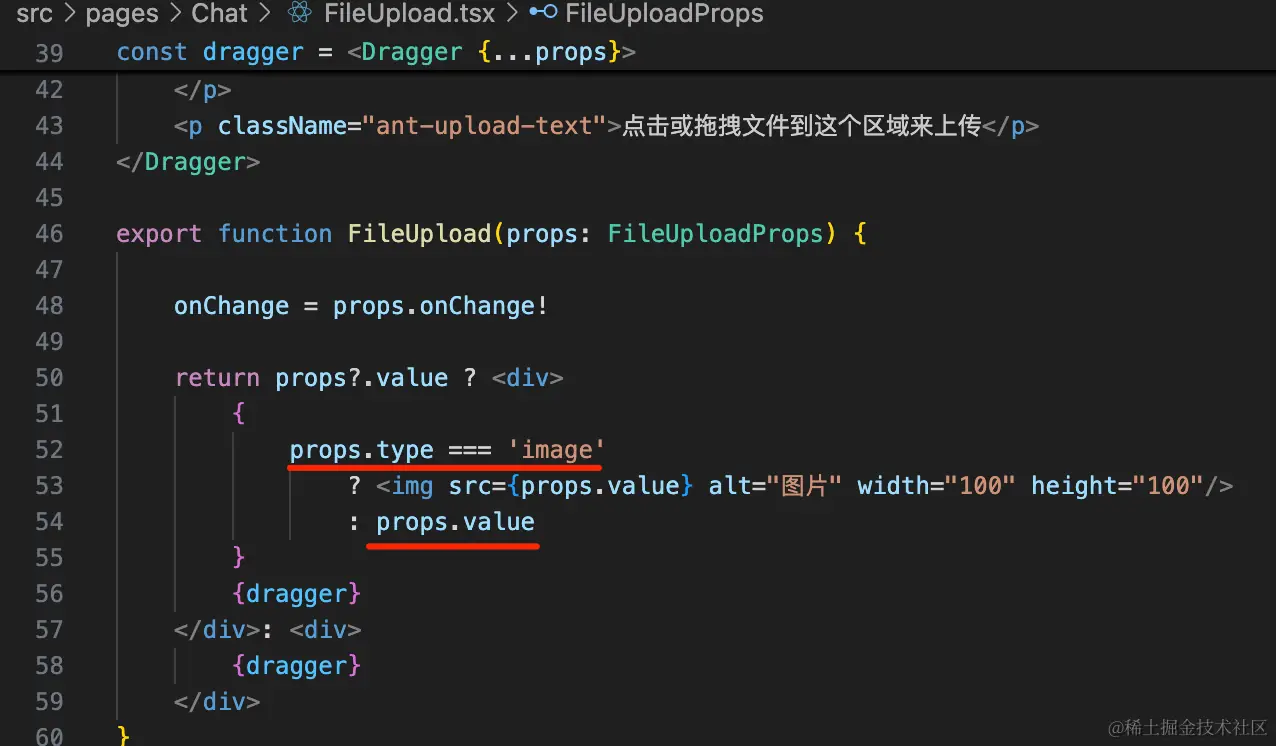 src > pages > Chat > FileUpload.tsx > FileUploadProps
39 const dragger = <Dragger {...props}>
42 </p>
43 <p className="ant-upload-text">点击或拖拽文件到这个区域来上传</p>
44 </Dragger>
45
46 export function FileUpload(props: FileUploadProps) {
47
48 onChange = props.onChange!
49
50 return props?.value ? <div>
51 {
52 props.type === 'image'
53 ? <img src={props.value} alt="图片" width="100" height="100"/>
54 : props.value
55 }
56 {dragger}
57 </div>: <div>
58 {dragger}
59 </div>
60 }
@稀土掘金技术社区